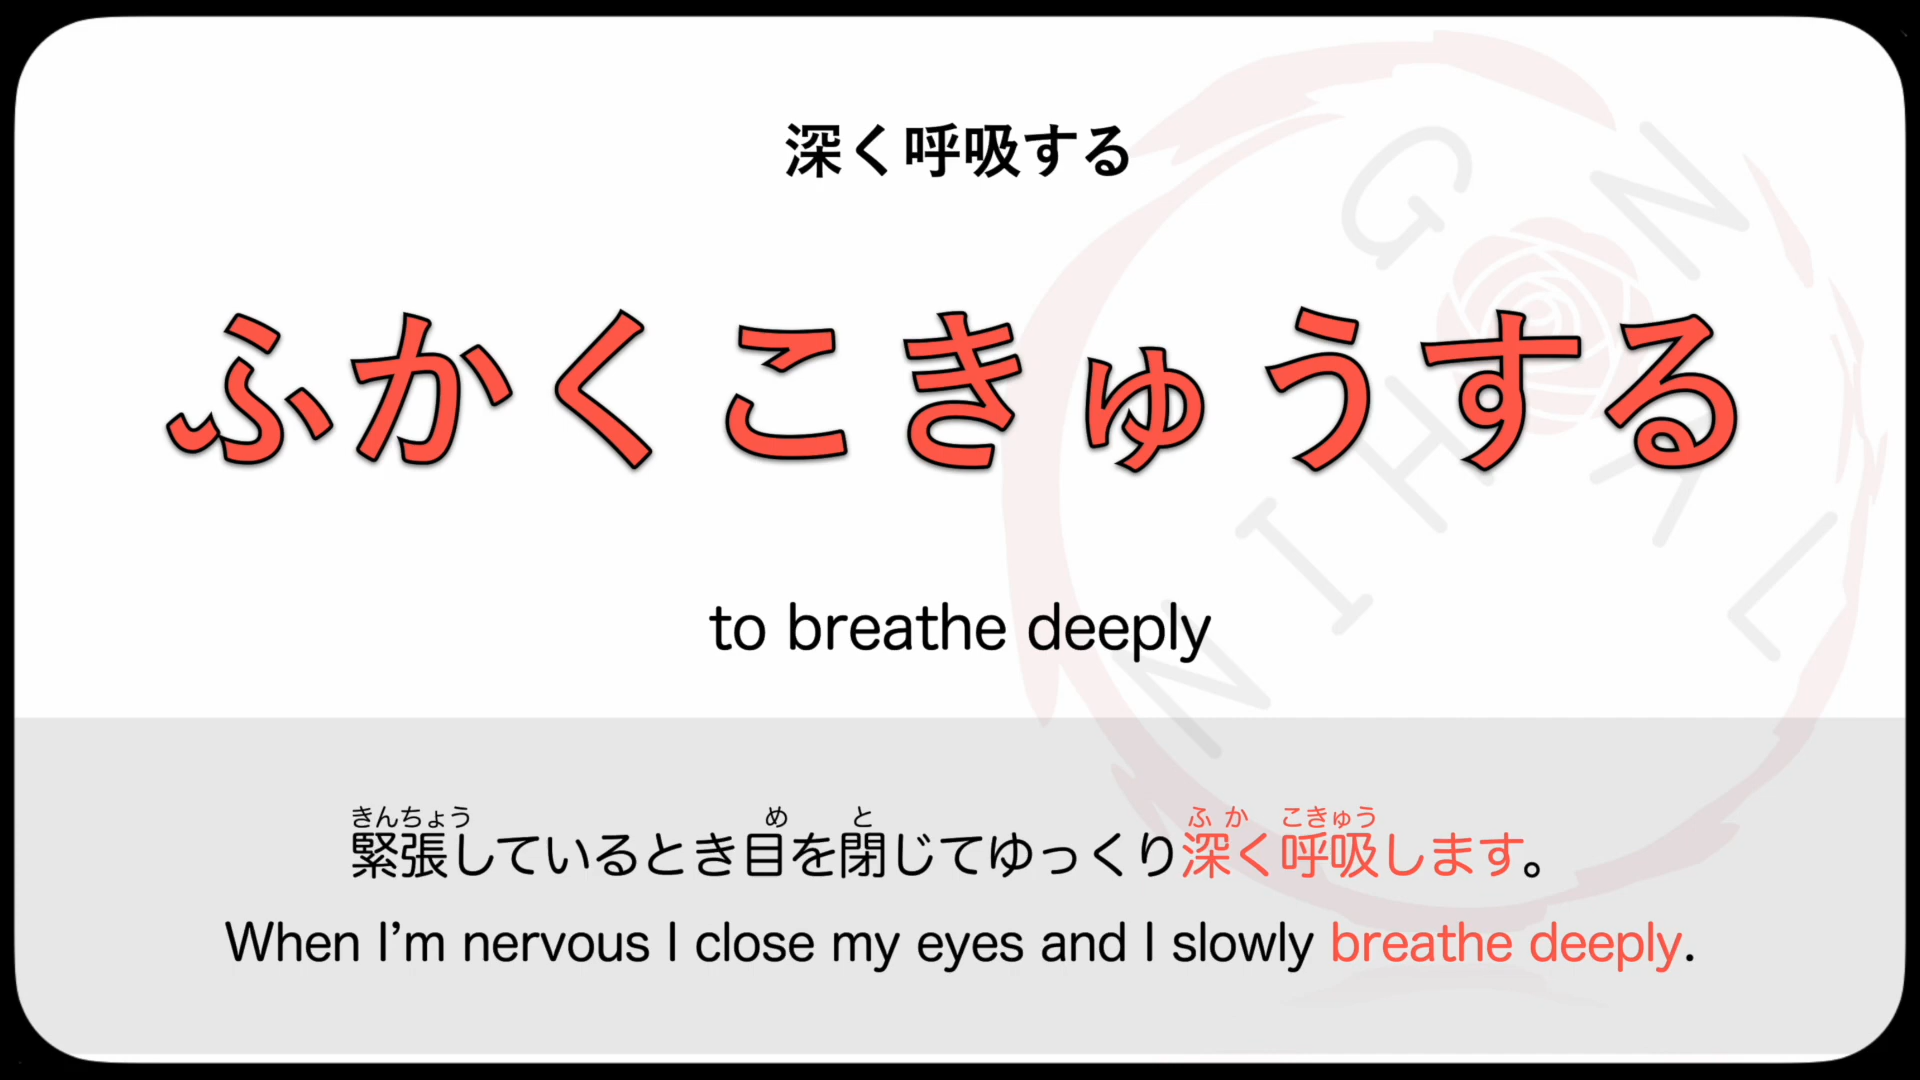 深く呼吸する
ふかくこきゅうする
to breathe deeply
きんちょう め と ふか こきゅう
緊張しているとき目を閉じてゆっくり深く呼吸します。
When I’m nervous I close my eyes and I slowly breathe deeply.
NIHONGAL